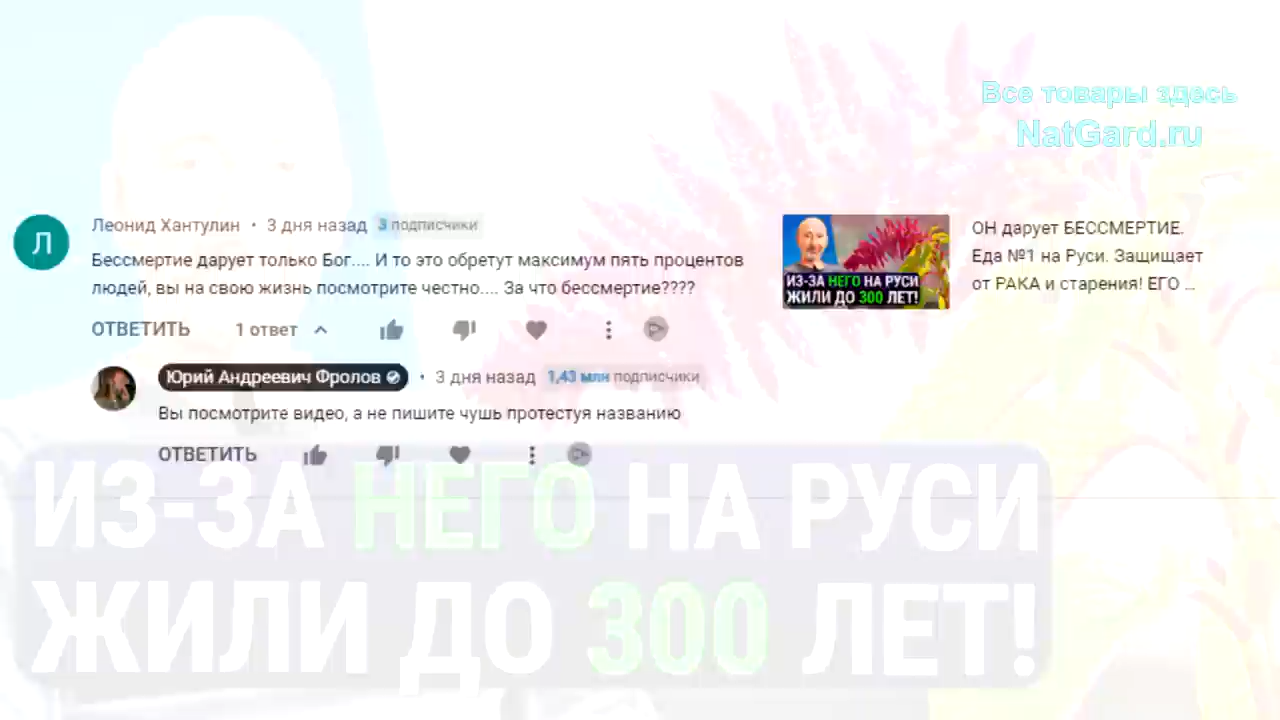 Все товары здесь
NatGard.ru
Л
Леонид Хантулин • 3 дня назад 3 подписчики
Бессмертие дарует только Бог.... И то это обретут максимум пять процентов
людей, вы на свою жизнь посмотрите честно.... За что бессмертие????
ОТВЕТИТЬ 1 ответ
Юрий Андреевич Фролов • 3 дня назад 1,43 млн подписчики
Вы посмотрите видео, а не пишите чушь протестуя названию
ОТВЕТИТЬ
ИЗ-ЗА НЕГО НА РУСИ
ЖИЛИ ДО 300 ЛЕТ!
ОН дарует БЕССМЕРТИЕ.
Еда №1 на Руси. Защищает
от РАКА и старения! ЕГО ...
ИЗ-ЗА НЕГО НА РУСИ
ЖИЛИ ДО 300 ЛЕТ!